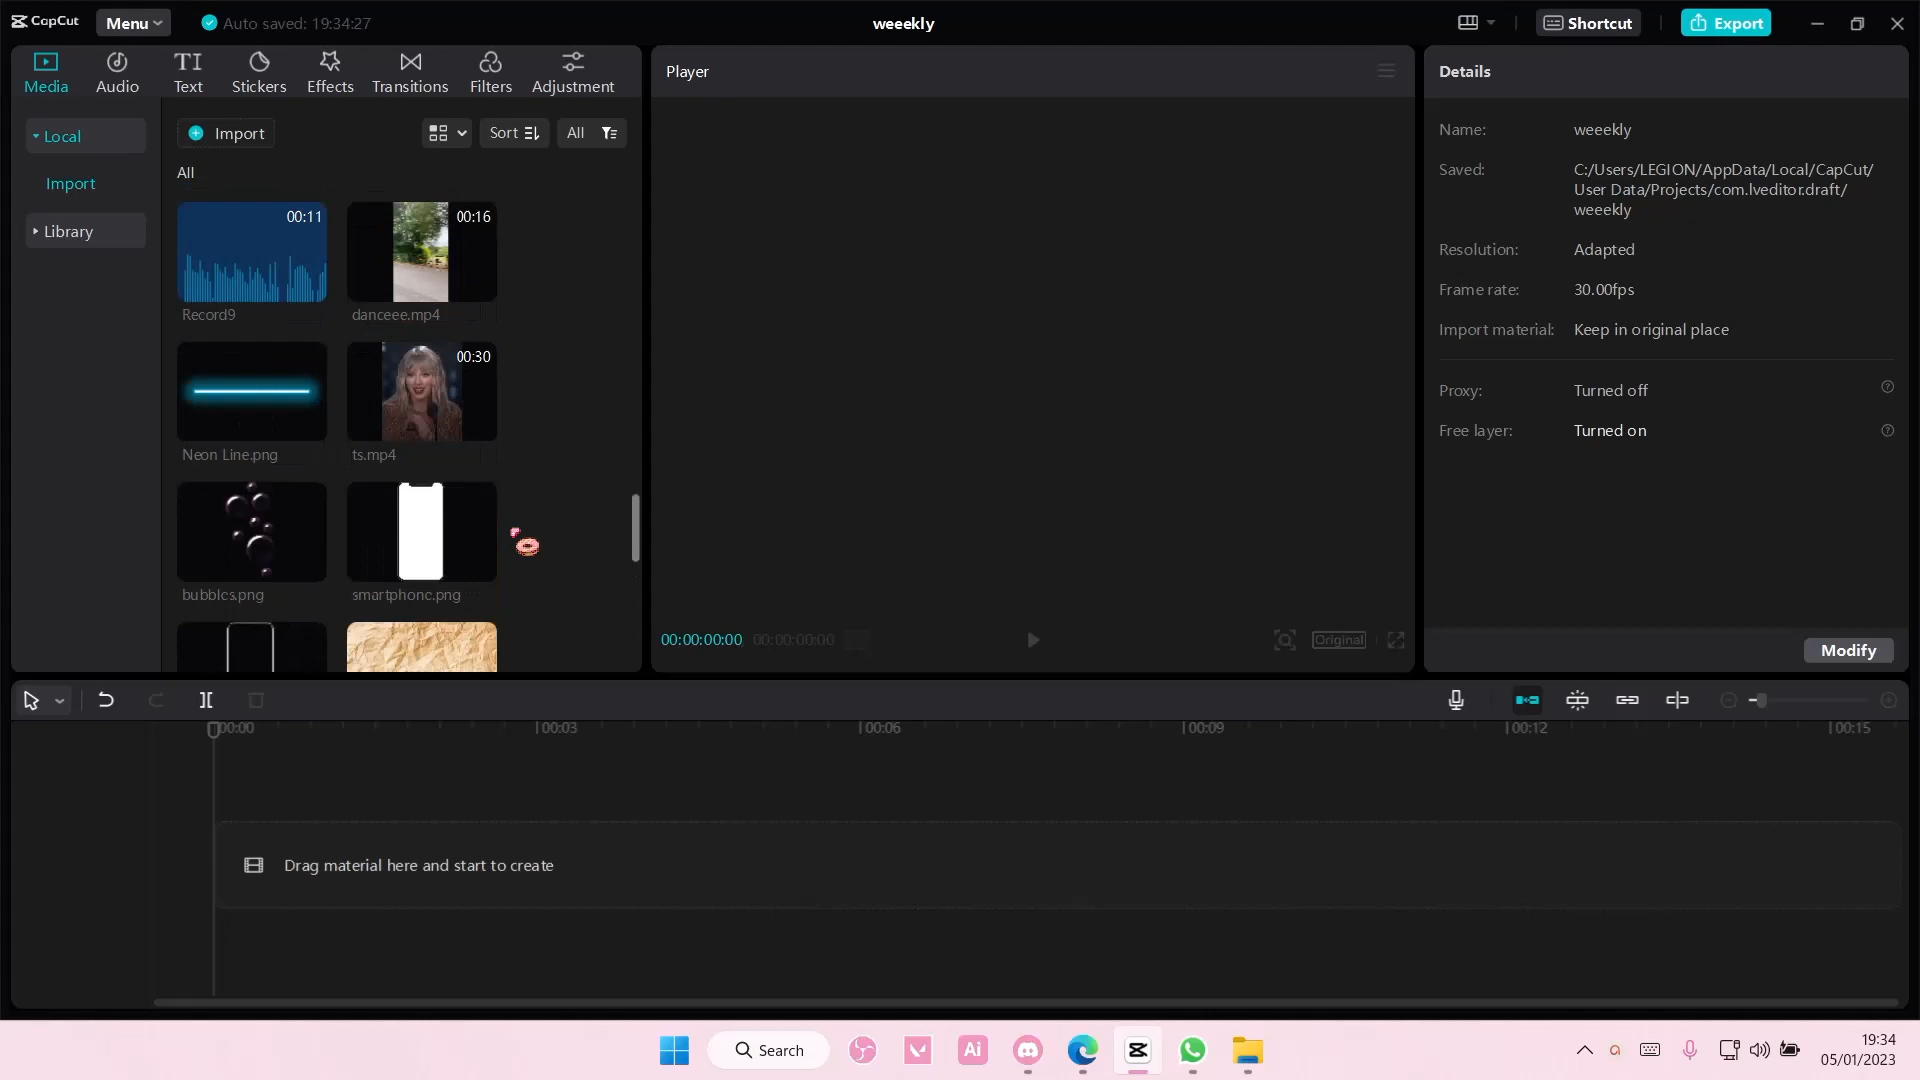 CapCut
Menu
Auto saved: 19:34:27
weeekly
Shortcut
Export
Media
Audio
Text
Stickers
Effects
Transitions
Filters
Adjustment
Local
Import
Library
Import
Sort
All
All
00:11
Record9
00:16
danceee.mp4
Neon Line.png
00:30
ts.mp4
bubbles.png
smartphone.png
Player
00:00:00:00
00:00:00:00
Original
Details
Name:
weeekly
Saved:
C:/Users/LEGION/AppData/Local/CapCut/
User Data/Projects/com.lveditor.draft/
weeekly
Resolution:
Adapted
Frame rate:
30.00fps
Import material:
Keep in original place
Proxy:
Turned off
Free layer:
Turned on
Modify
00:00
00:03
00:06
00:09
00:12
00:15
Drag material here and start to create
Search
Ai
19:34
05/01/2023